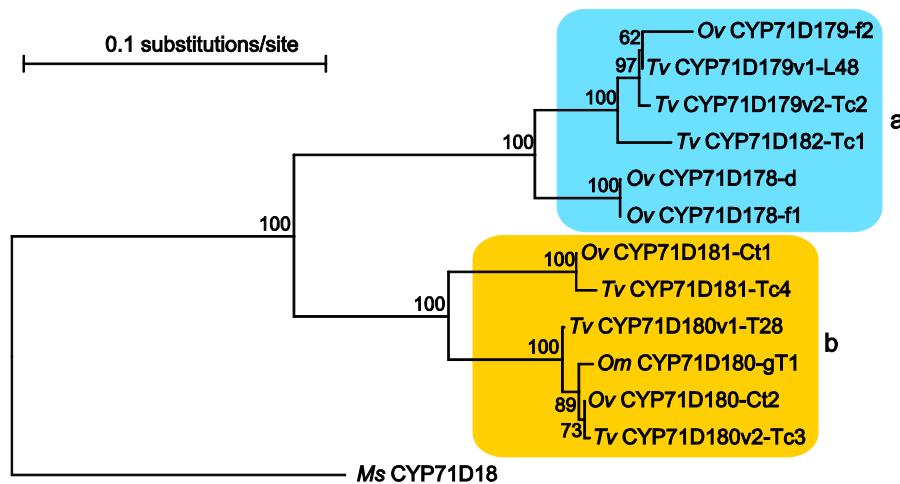 0.1 substitutions/site
62
Ov CYP71D179-f2
97
Tv CYP71D179v1-L48
100
Tv CYP71D179v2-Tc2
a
100
Tv CYP71D182-Tc1
100
Ov CYP71D178-d
Ov CYP71D178-f1
100
100
Ov CYP71D181-Ct1
Tv CYP71D181-Tc4
100
Tv CYP71D180v1-T28
100
b
Om CYP71D180-gT1
89
Ov CYP71D180-Ct2
73
Tv CYP71D180v2-Tc3
Ms CYP71D18